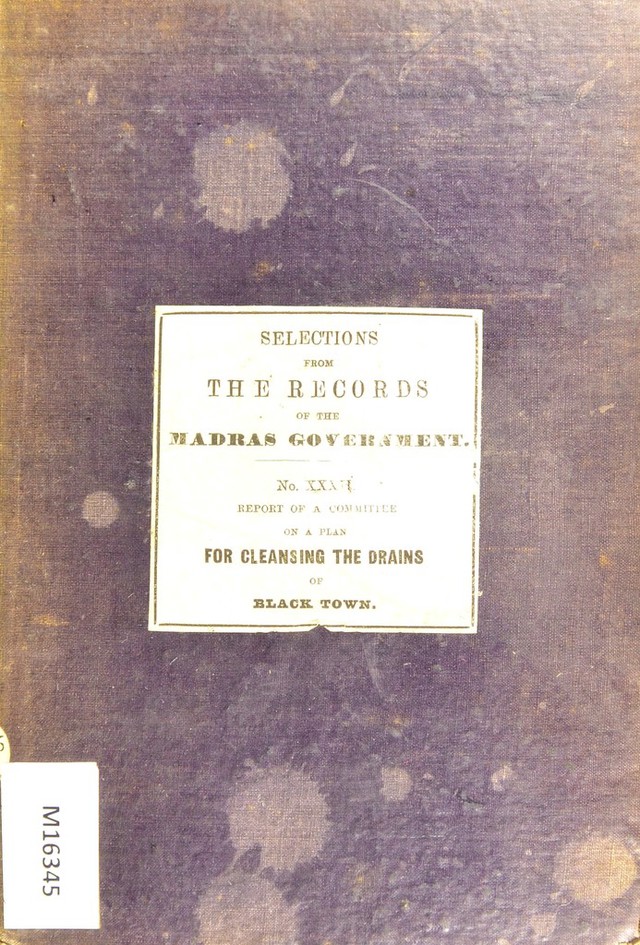 SELECTIONS
FROM
THE RECORDS
OF THE
MADRAS GOVERNMENT.
No.
REPORT OF A COMMITTEE
ON A PLAN
FOR CLEANSING THE DRAINS
OF
BLACK TOWN.
M16345